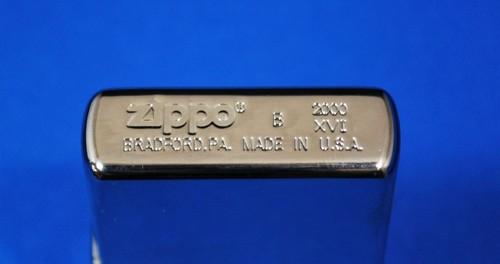 Zippo® B 2000
XVI
BRADFORD,PA. MADE IN U.S.A.